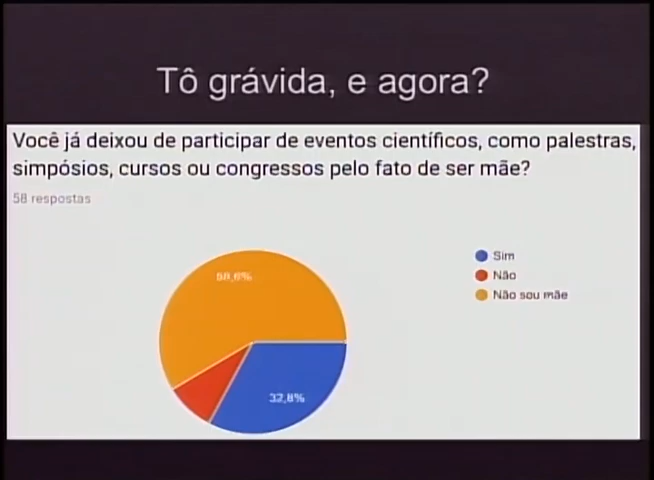 Tô grávida, e agora?
Você já deixou de participar de eventos científicos, como palestras,
simpósios, cursos ou congressos pelo fato de ser mãe?
58 respostas
Sim
Não
Não sou mãe
58,6%
32,8%